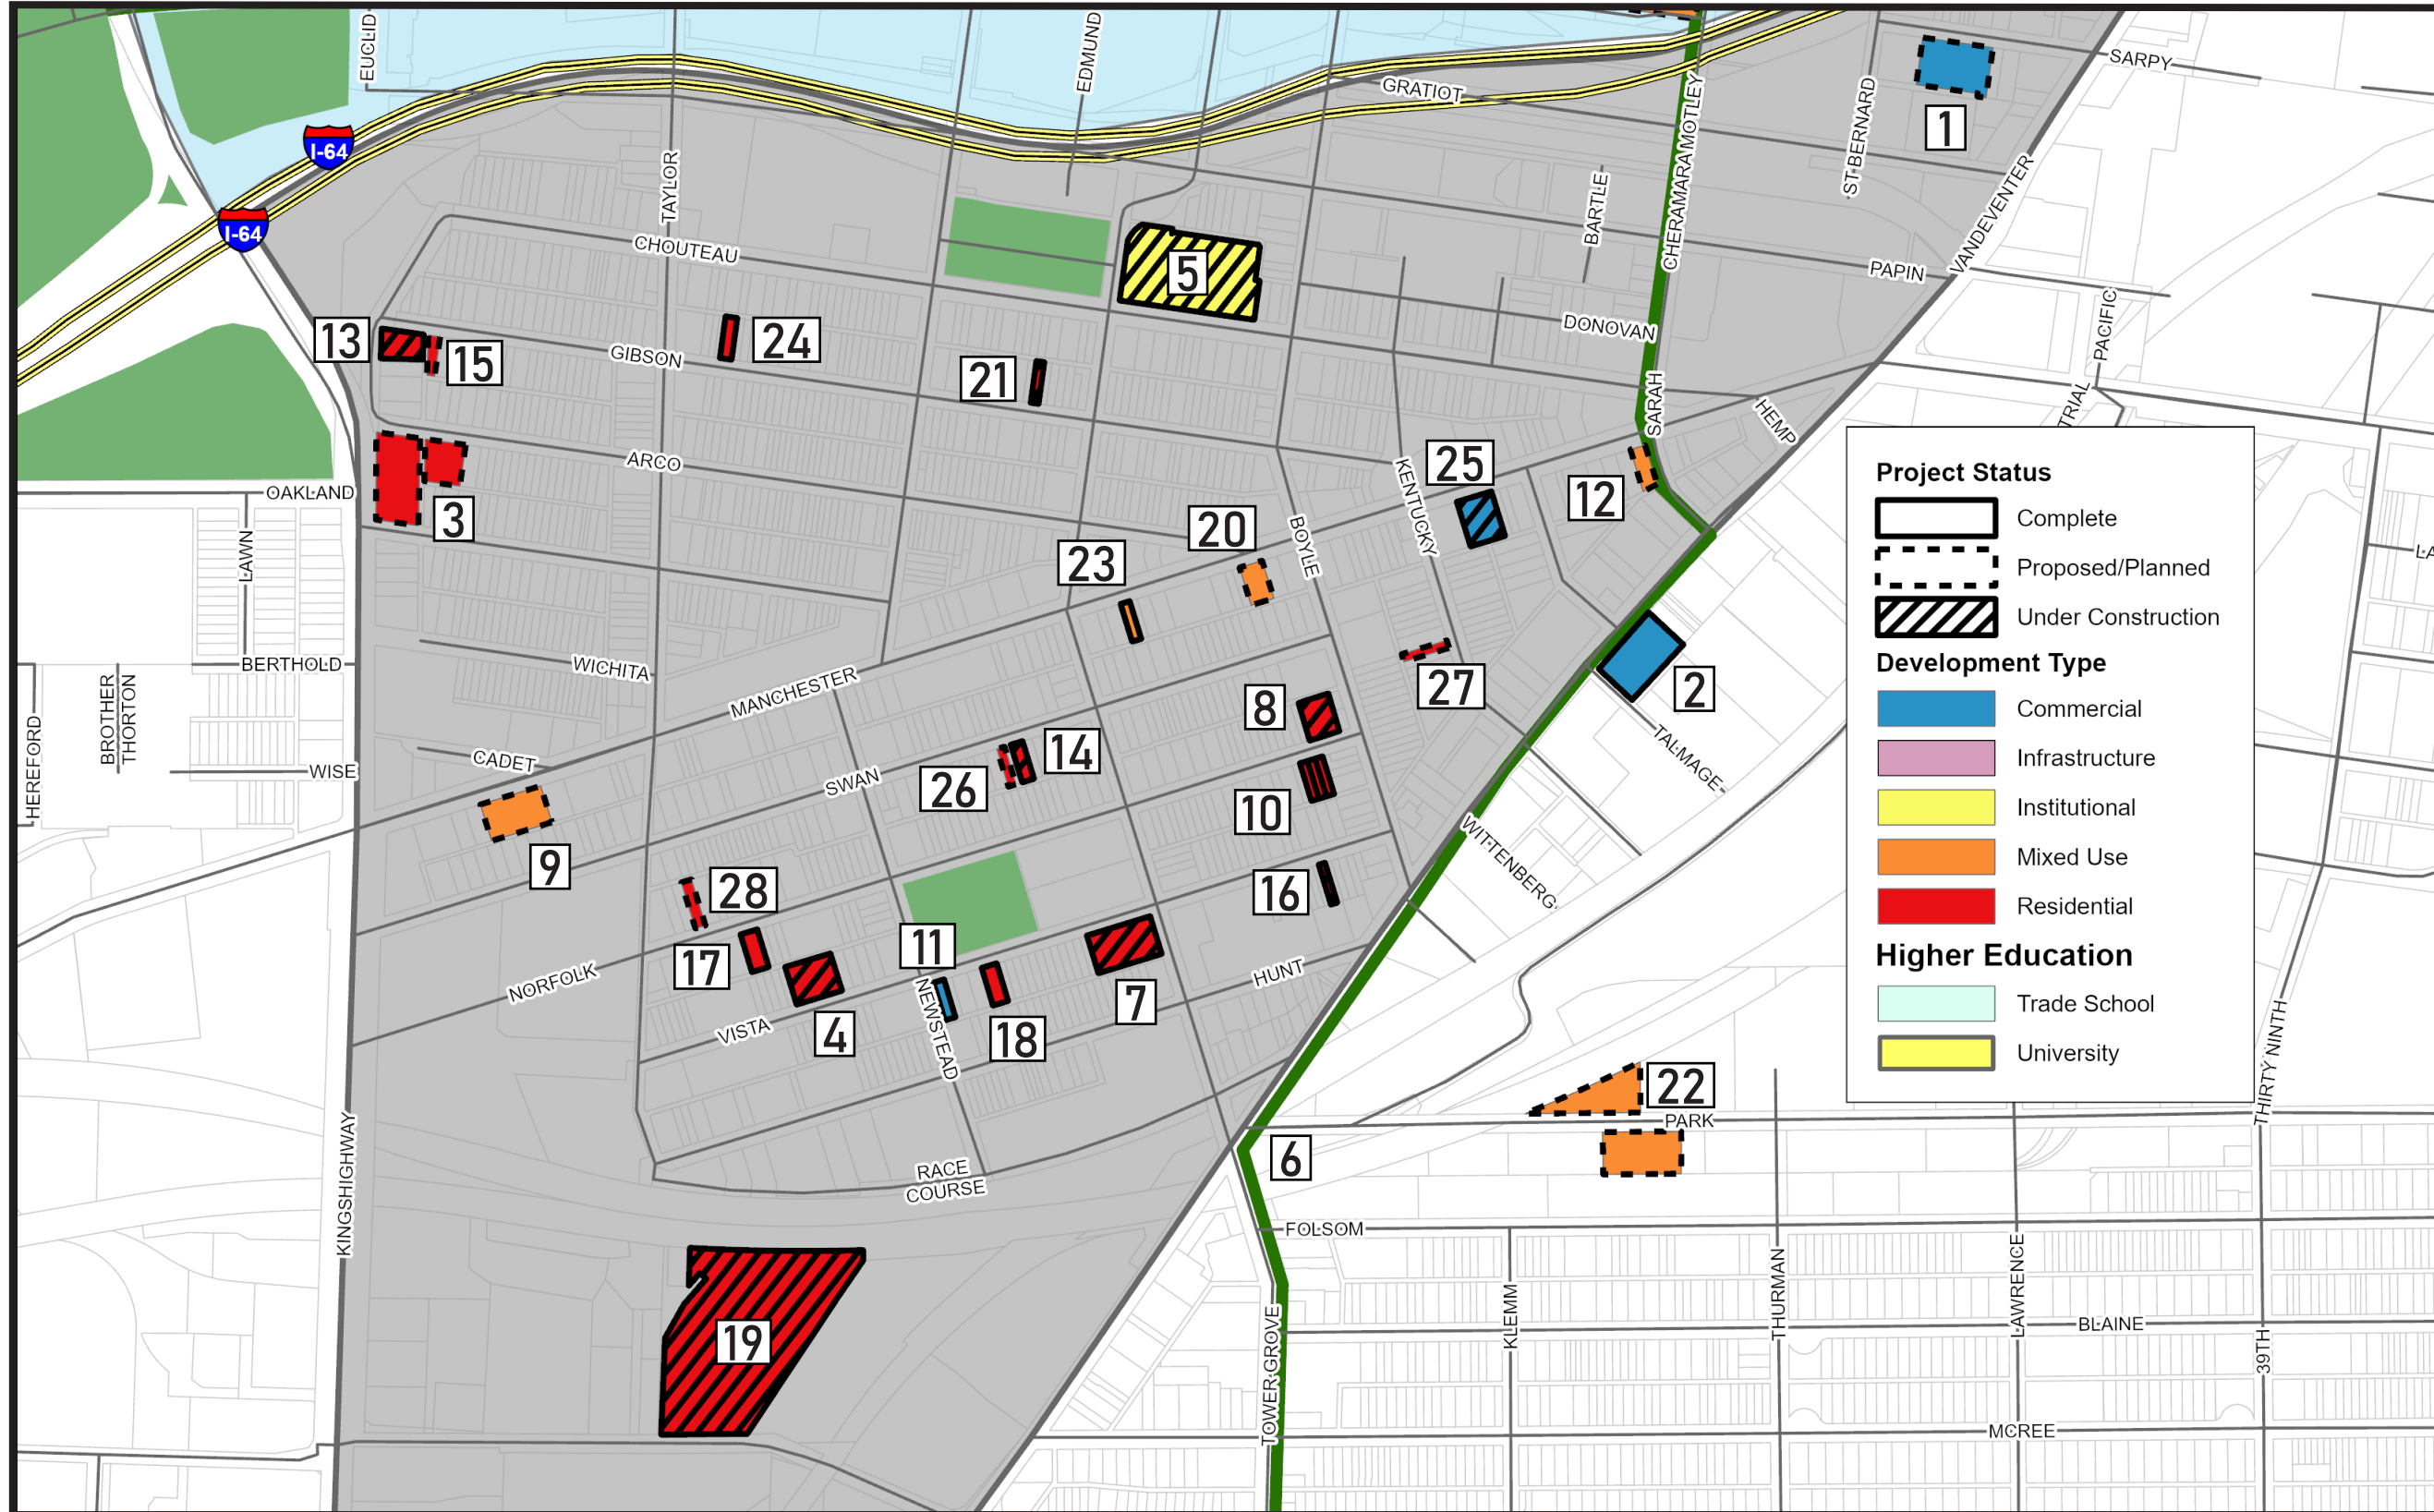 EUCLID
EDMUND
SARPY
GRATIOT
CHERAMARA MOTLEY
ST BERNARD
1
I-64
TAYLOR
VANDEVENTER
BARTLE
I-64
CHOUTEAU
5
PAPIN
PACIFIC
DONOVAN
13
15
GIBSON
24
21
SARAH
HEMP
TRIAL
ARCO
OAKLAND
3
KENTUCKY
25
12
20
BOYLE
23
LAWN
BERTHOLD
BROTHER
THORTON
HEREFORD
WISE
WICHITA
MANCHESTER
CADET
SWAN
27
2
TALMAGE
8
14
26
10
9
28
16
WITTENBERG
11
17
NORFOLK
VISTA
4
NEWSTEAD
18
7
HUNT
22
PARK
6
RACE
COURSE
KINGSHIGHWAY
FOLSOM
19
TOWER GROVE
KLEMM
THURMAN
LAWRENCE
BLAINE
39TH
THIRTY NINTH
MCREE
LA
Project Status
Complete
Proposed/Planned
Under Construction
Development Type
Commercial
Infrastructure
Institutional
Mixed Use
Residential
Higher Education
Trade School
University